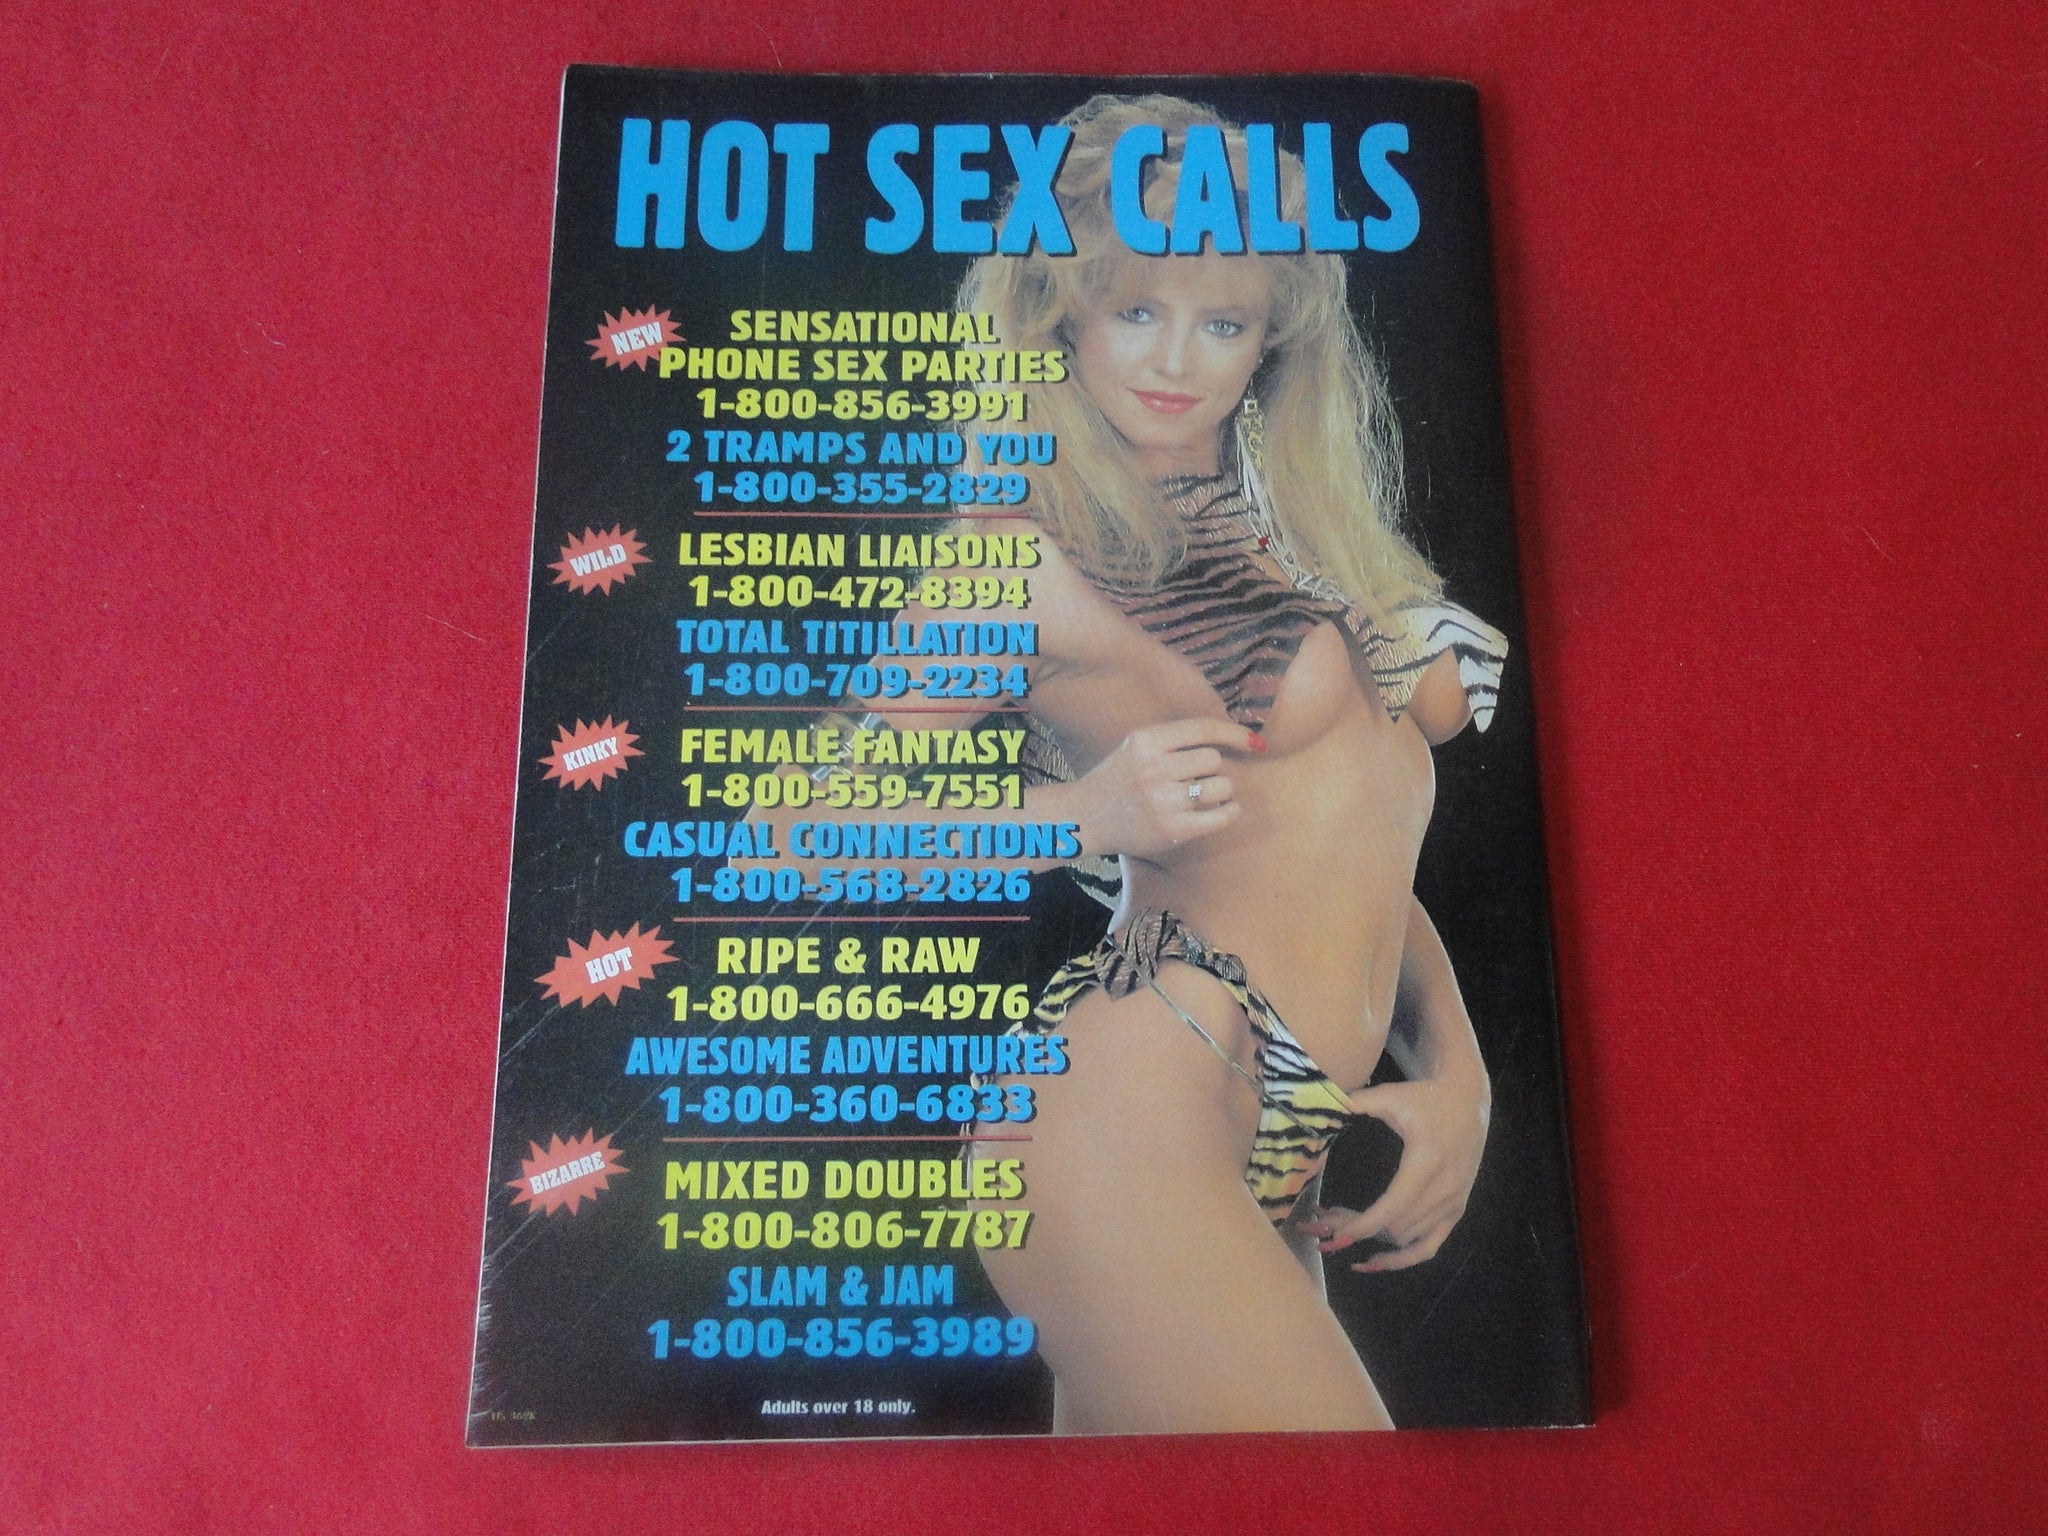 HOT SEX CALLS
NEW
SENSATIONAL
PHONE SEX PARTIES
1-800-856-3991
2 TRAMPS AND YOU
1-800-355-2829
WILD
LESBIAN LIAISONS
1-800-472-8394
TOTAL TITILLATION
1-800-709-2234
KINKY
FEMALE FANTASY
1-800-559-7551
CASUAL CONNECTIONS
1-800-568-2826
HOT
RIPE & RAW
1-800-666-4976
AWESOME ADVENTURES
1-800-360-6833
BIZARRE
MIXED DOUBLES
1-800-806-7787
SLAM & JAM
1-800-856-3989
Adults over 18 only.